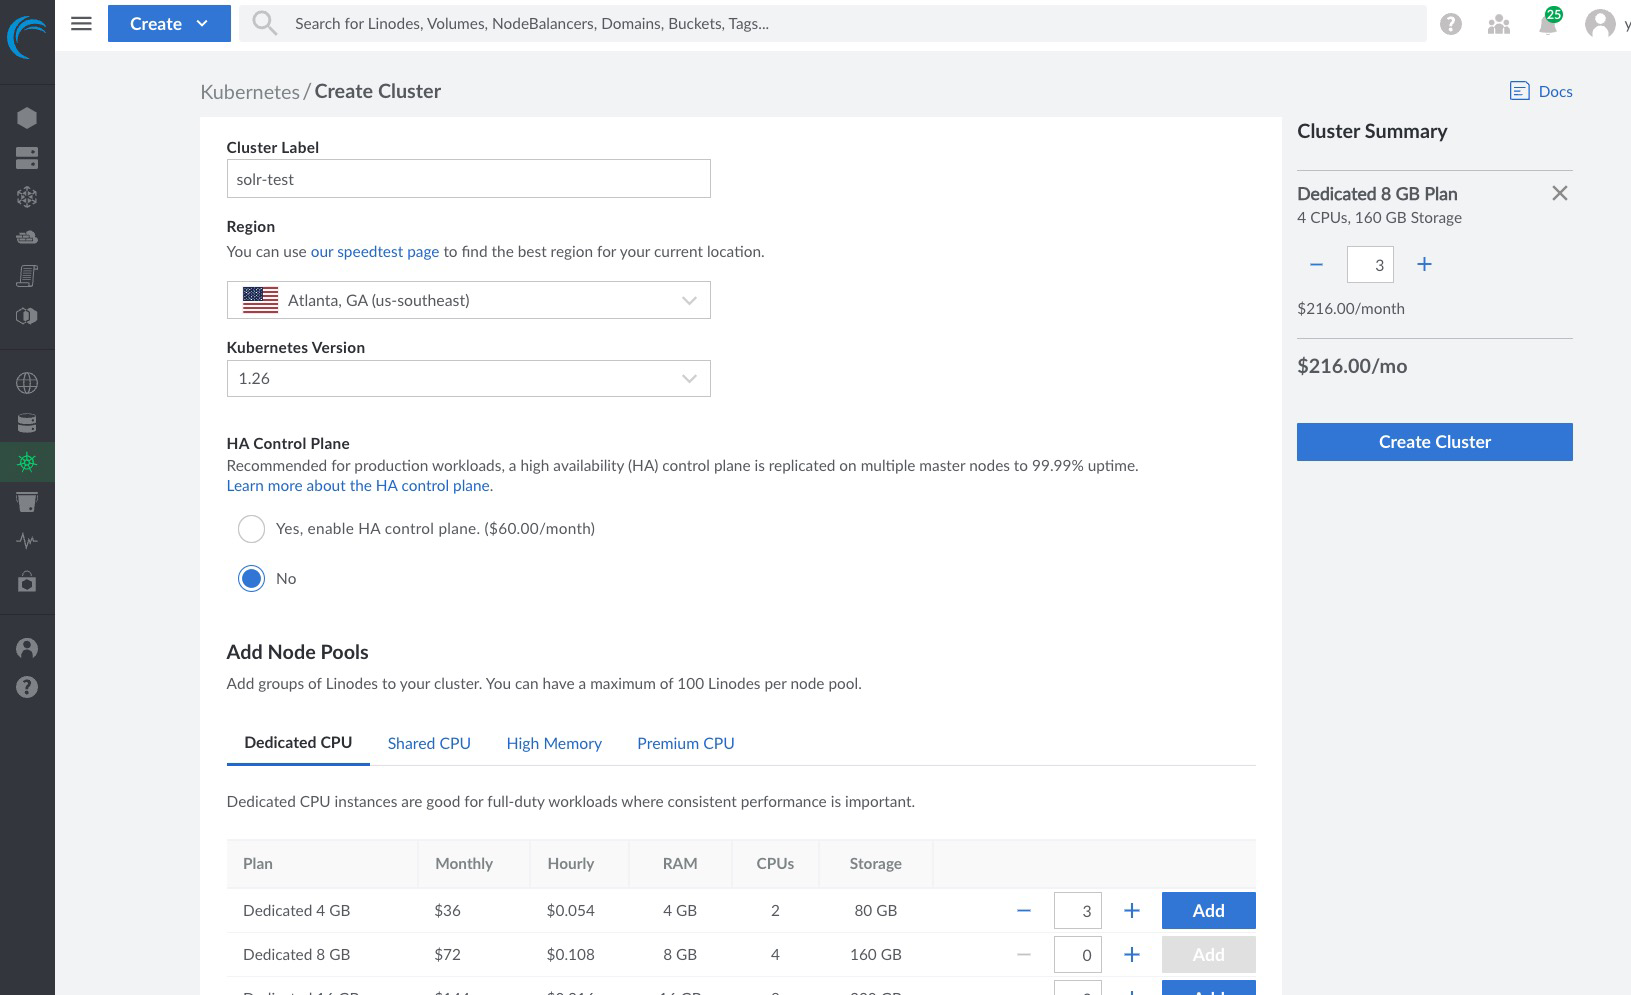 Create
Search for Linodes, Volumes, NodeBalancers, Domains, Buckets, Tags...
25
y
Kubernetes / Create Cluster
Docs
Cluster Label
solr-test
Region
You can use our speedtest page to find the best region for your current location.
Atlanta, GA (us-southeast)
Kubernetes Version
1.26
HA Control Plane
Recommended for production workloads, a high availability (HA) control plane is replicated on multiple master nodes to 99.99% uptime.
Learn more about the HA control plane.
Yes, enable HA control plane. ($60.00/month)
No
Add Node Pools
Add groups of Linodes to your cluster. You can have a maximum of 100 Linodes per node pool.
Dedicated CPU Shared CPU High Memory Premium CPU
Dedicated CPU instances are good for full-duty workloads where consistent performance is important.
Plan Monthly Hourly RAM CPUs Storage
Dedicated 4 GB $36 $0.054 4 GB 2 80 GB 3 Add
Dedicated 8 GB $72 $0.108 8 GB 4 160 GB 0 Add
Cluster Summary
Dedicated 8 GB Plan
4 CPUs, 160 GB Storage
3
$216.00/month
$216.00/mo
Create Cluster